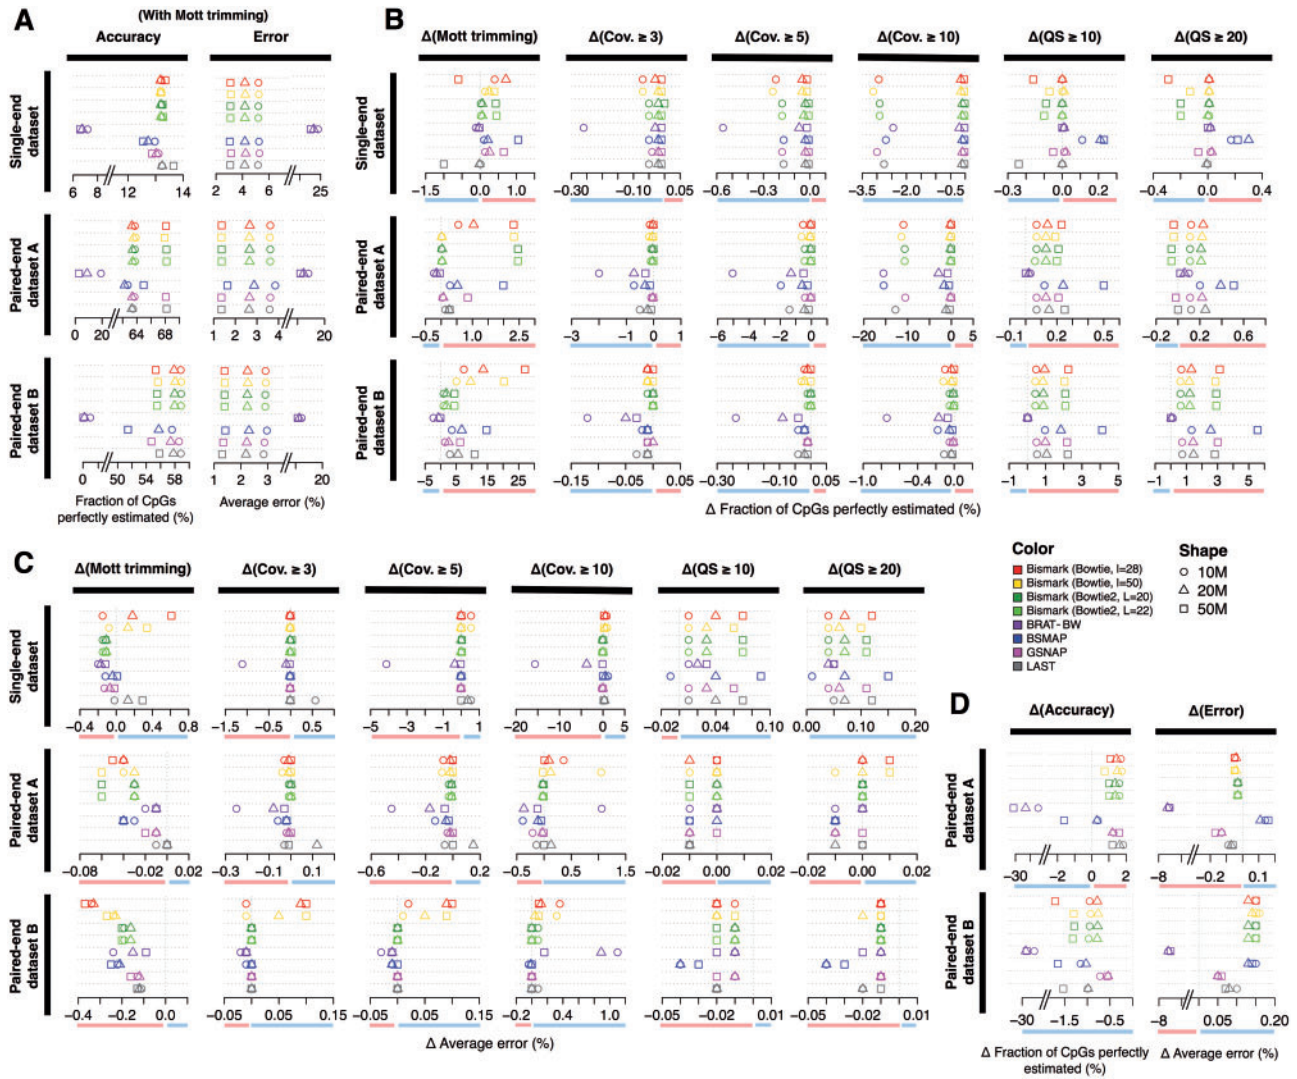 A
(With Mott trimming)
Accuracy
Error
Single-end
dataset
6 8 12 14
2 4 6 25
Paired-end
dataset A
0 20 64 68
1 2 3 4 20
Paired-end
dataset B
0 50 54 58
1 2 3 20
Fraction of CpGs
perfectly estimated (%)
Average error (%)
B
Δ(Mott trimming)
Δ(Cov. ≥ 3)
Δ(Cov. ≥ 5)
Δ(Cov. ≥ 10)
Δ(QS ≥ 10)
Δ(QS ≥ 20)
Single-end
dataset
−1.5 0.0 1.0
−0.30 −0.10 0.05
−0.6 −0.3 0.0
−3.5 −2.0 −0.5
−0.3 0.0 0.2
−0.4 0.0 0.4
Paired-end
dataset A
−0.5 1 2.5
−3 −1 0 1
−6 −4 −2 0
−20 −10 0 5
−0.1 0.2 0.5
−0.2 0.2 0.6
Paired-end
dataset B
−5 5 15 25
−0.15 −0.05 0.05
−0.15 −0.05 0.05
−1.0 −0.4 0.0
−1 1 3 5
−1 1 3 5
Δ Fraction of CpGs perfectly estimated (%)
C
Δ(Mott trimming)
Δ(Cov. ≥ 3)
Δ(Cov. ≥ 5)
Δ(Cov. ≥ 10)
Δ(QS ≥ 10)
Δ(QS ≥ 20)
Single-end
dataset
−0.4 0.0 0.4 0.8
−1.5 −0.5 0.5
−5 −3 −1 1
−20 −10 0 5
−0.02 0.04 0.10
0.00 0.10 0.20
Paired-end
dataset A
−0.08 −0.02 0.02
−0.3 −0.1 0.1
−0.6 −0.2 0.2
−0.5 0.5 1.5
−0.02 0.00 0.02
−0.02 0.00 0.02
Paired-end
dataset B
−0.4 −0.2 0.0
−0.05 0.05 0.15
−0.05 0.05 0.15
−0.2 0.4 1.0
−0.05 −0.02 0.01
−0.05 −0.02 0.01
Δ Average error (%)
Color
Bismark (Bowtie, l=28)
Bismark (Bowtie, l=50)
Bismark (Bowtie2, L=20)
Bismark (Bowtie2, L=22)
BRAT-BW
BSMAP
GSNAP
LAST
Shape
10M
20M
50M
D
Δ(Accuracy)
Δ(Error)
Paired-end
dataset A
−30 −2 0 2
−8 −0.2 0.1
Paired-end
dataset B
−30 −1.5 −0.5
−8 0.05 0.20
Δ Fraction of CpGs perfectly
estimated (%)
Δ Average error (%)